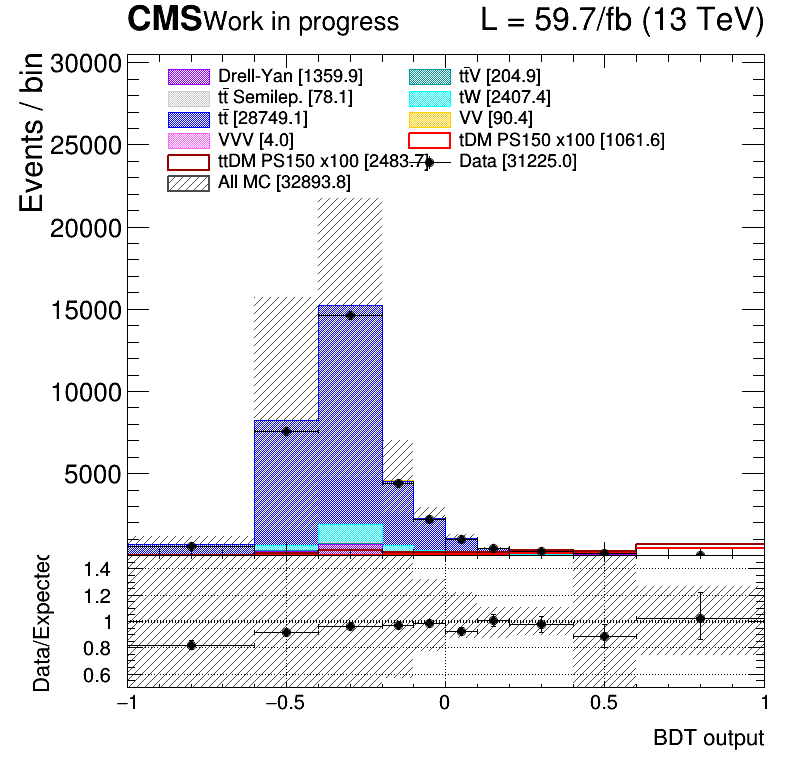 CMS Work in progress L = 59.7/fb (13 TeV)
Events / bin
30000
25000
20000
15000
10000
5000
Drell-Yan [1359.9] tt̄V [204.9]
tt̄ Semilep. [78.1] tW [2407.4]
tt̄ [28749.1] VV [90.4]
VVV [4.0] tDM PS150 x100 [1061.6]
ttDM PS150 x100 [2483.7] Data [31225.0]
All MC [32893.8]
Data/Expected
1.4
1.2
1
0.8
0.6
−1 −0.5 0 0.5 1
BDT output